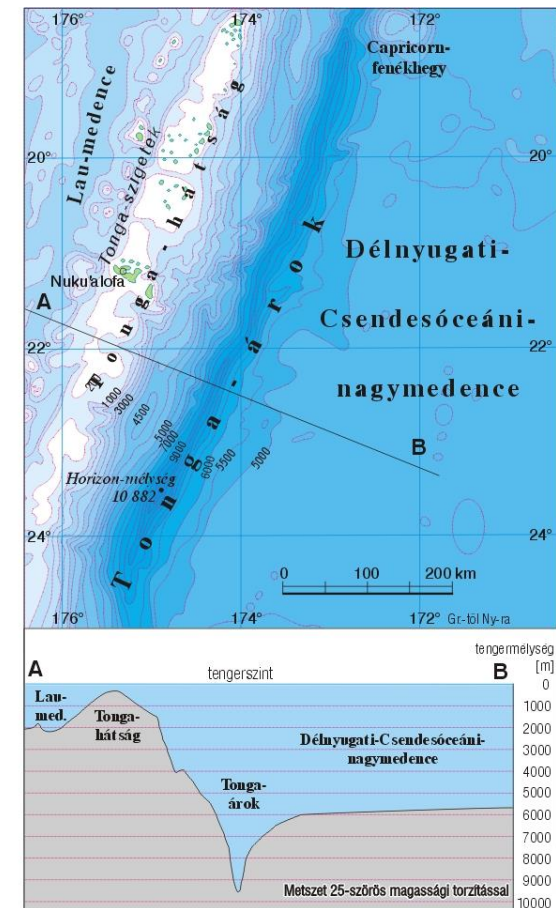 176°
174°
172°
Capricorn-
fenékhegy
Lau-medence
Tonga-szigetek
Tonga-hátság
20°
20°
Délnyugati-
Nuku'alofa
Tonga-árok
A
Csendesóceáni-
22°
22°
nagymedence
200
1000
3000
4500
5000
7000
9000
6000
5500
5000
B
Horizon-mélység
10 882
24°
24°
0 100 200 km
176°
174°
172°
Gr.-től Ny-ra
tengermélység
[m]
A
tengerszint
B
0
Lau-
med.
Tonga-
hátság
1000
2000
Délnyugati-Csendesóceáni-
nagymedence
3000
4000
Tonga-
árok
5000
6000
7000
8000
Metszet 25-szörös magassági torzítással
9000
10000